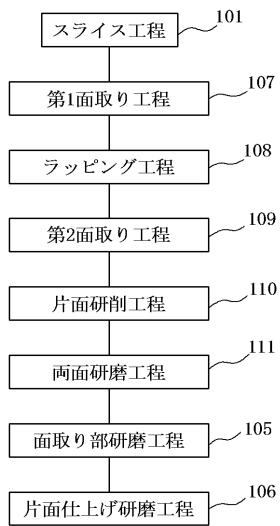 スライス工程 101
第1面取り工程 107
ラッピング工程 108
第2面取り工程 109
片面研削工程 110
両面研磨工程 111
面取り部研磨工程 105
片面仕上げ研磨工程 106